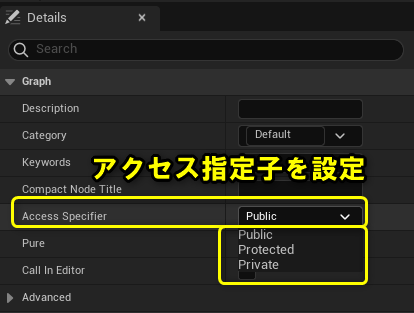 Details
Search
Graph
Description
Category Default
Keywords
アクセス指定子を設定
Compact Node Title
Access Specifier Public
Public
Pure
Protected
Private
Call In Editor
Advanced